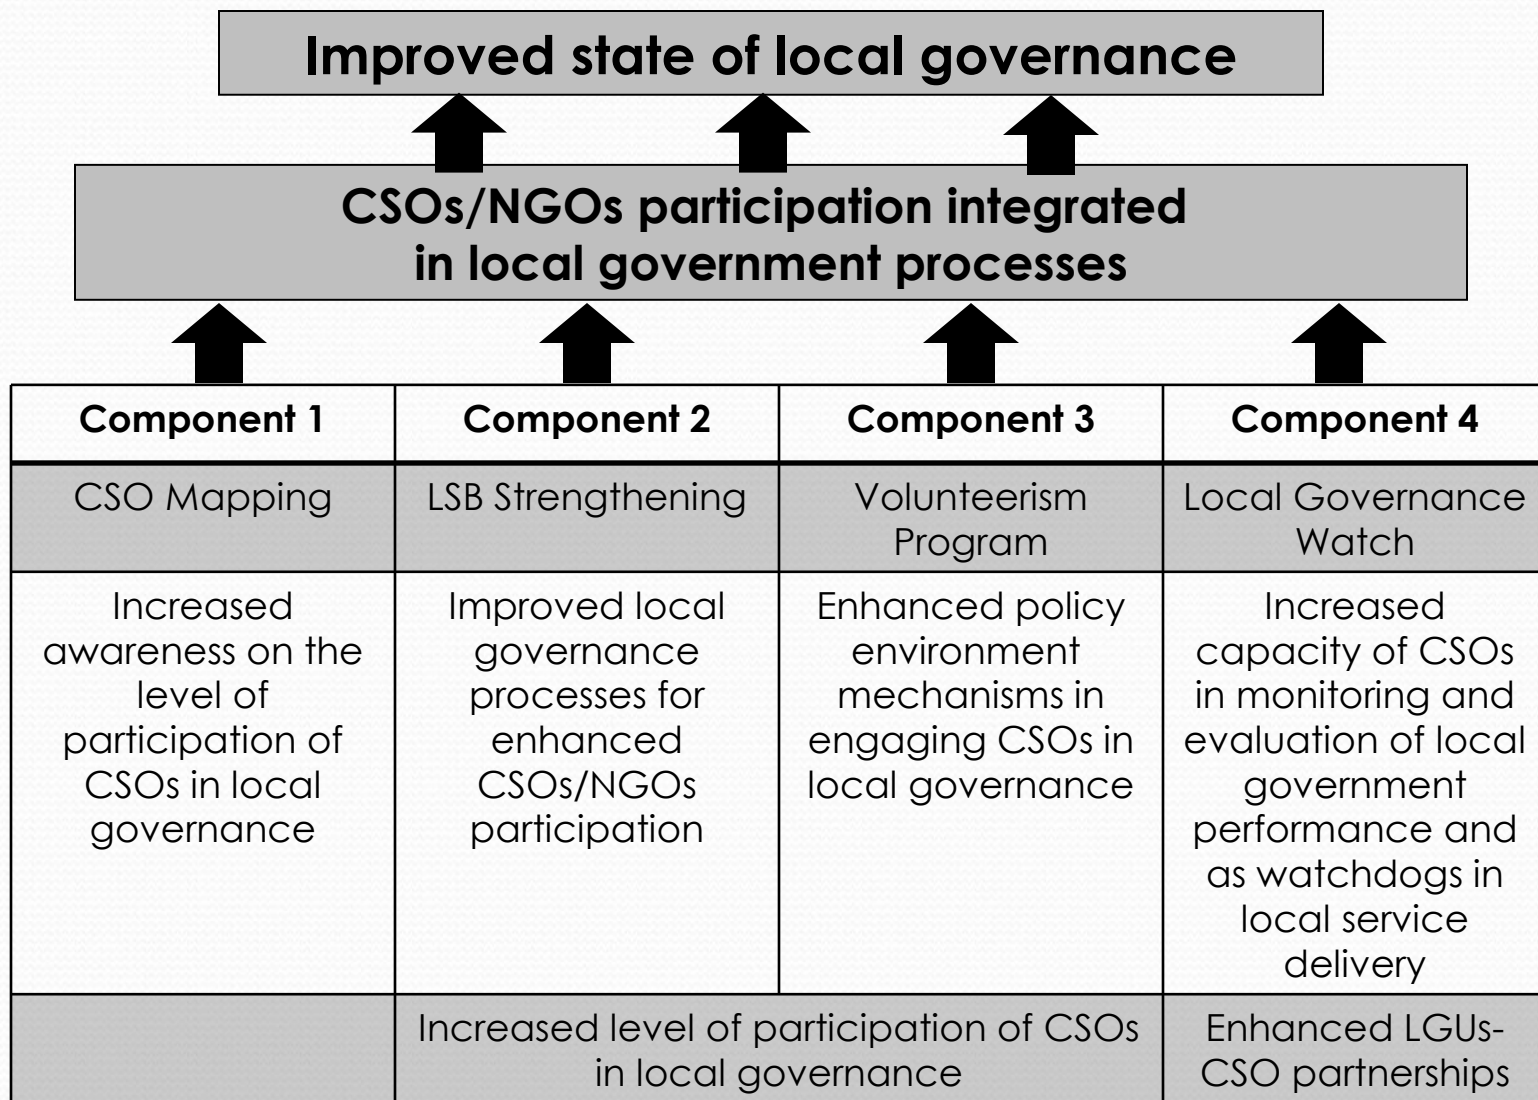 Improved state of local governance
CSOs/NGOs participation integrated
in local government processes
Component 1
Component 2
Component 3
Component 4
CSO Mapping
LSB Strengthening
Volunteerism
Program
Local Governance
Watch
Increased
awareness on the
level of
participation of
CSOs in local
governance
Improved local
governance
processes for
enhanced
CSOs/NGOs
participation
Enhanced policy
environment
mechanisms in
engaging CSOs in
local governance
Increased
capacity of CSOs
in monitoring and
evaluation of local
government
performance and
as watchdogs in
local service
delivery
Increased level of participation of CSOs
in local governance
Enhanced LGUs-
CSO partnerships